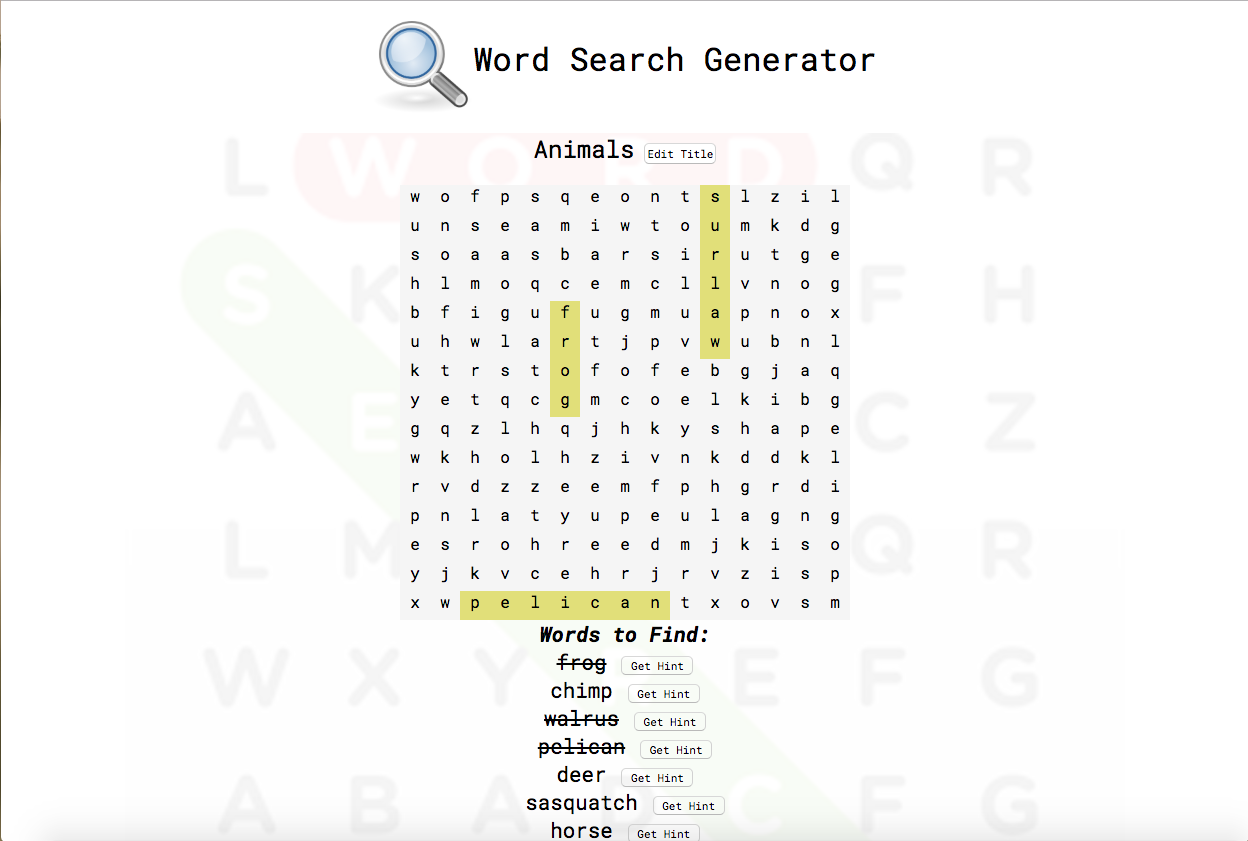 Word Search Generator
Animals Edit Title
w o f p s q e o n t s l z i l
u n s e a m i w t o u m k d g
s o a a s b a r s i r u t g e
h l m o q c e m c l l v n o g
b f i g u f u g m u a p n o x
u h w l a r t j p v w u b n l
k t r s t o f o f e b g j a q
y e t q c g m c o e l k i b g
g q z l h q j h k y s h a p e
w k h o l h z i v n k d d k l
r v d z z e e m f p h g r d i
p n l a t y u p e u l a g n g
e s r o h r e e d m j k i s o
y j k v c e h r j r v z i s p
x w p e l i c a n t x o v s m
Words to Find:
frog Get Hint
chimp Get Hint
walrus Get Hint
pelican Get Hint
deer Get Hint
sasquatch Get Hint
horse Get Hint
L W O R D Q R
S K F H
A E C Z
L M Q R
W X Y E F G
A B A D C F G